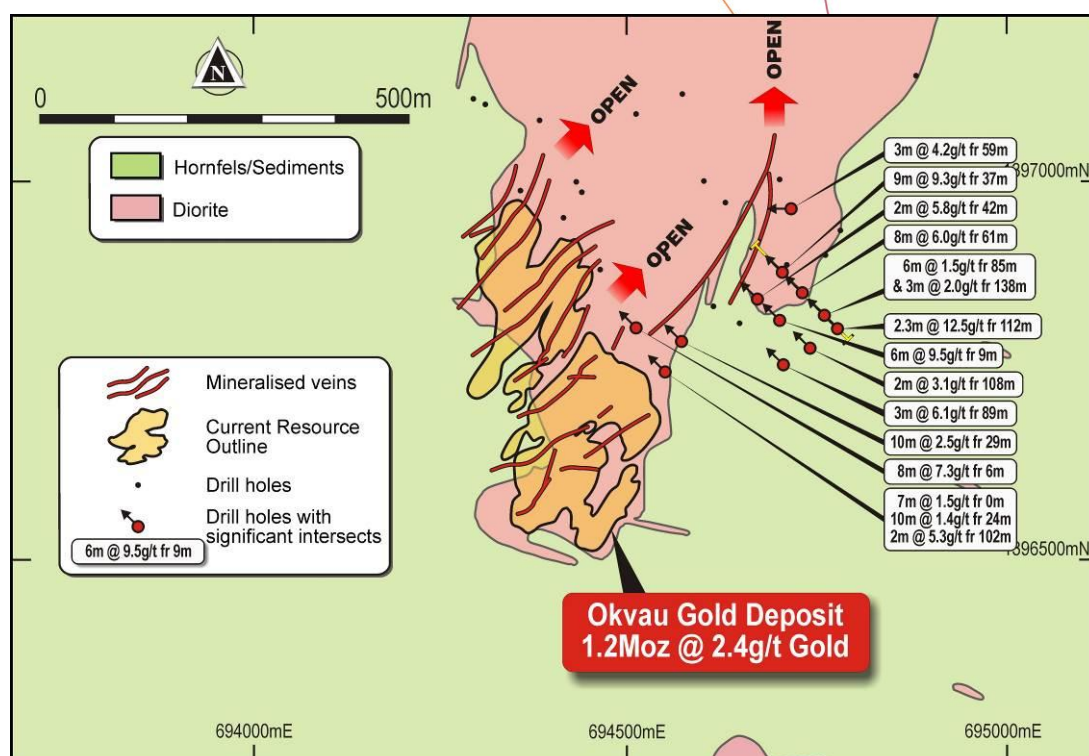 N
0
500m
Hornfels/Sediments
Diorite
OPEN
OPEN
OPEN
3m @ 4.2g/t fr 59m
9m @ 9.3g/t fr 37m
2m @ 5.8g/t fr 42m
8m @ 6.0g/t fr 61m
6m @ 1.5g/t fr 85m
& 3m @ 2.0g/t fr 138m
2.3m @ 12.5g/t fr 112m
6m @ 9.5g/t fr 9m
2m @ 3.1g/t fr 108m
3m @ 6.1g/t fr 89m
10m @ 2.5g/t fr 29m
8m @ 7.3g/t fr 6m
7m @ 1.5g/t fr 0m
10m @ 1.4g/t fr 24m
2m @ 5.3g/t fr 102m
Mineralised veins
Current Resource
Outline
Drill holes
Drill holes with
significant intersects
6m @ 9.5g/t fr 9m
Okvau Gold Deposit
1.2Moz @ 2.4g/t Gold
694000mE
694500mE
695000mE